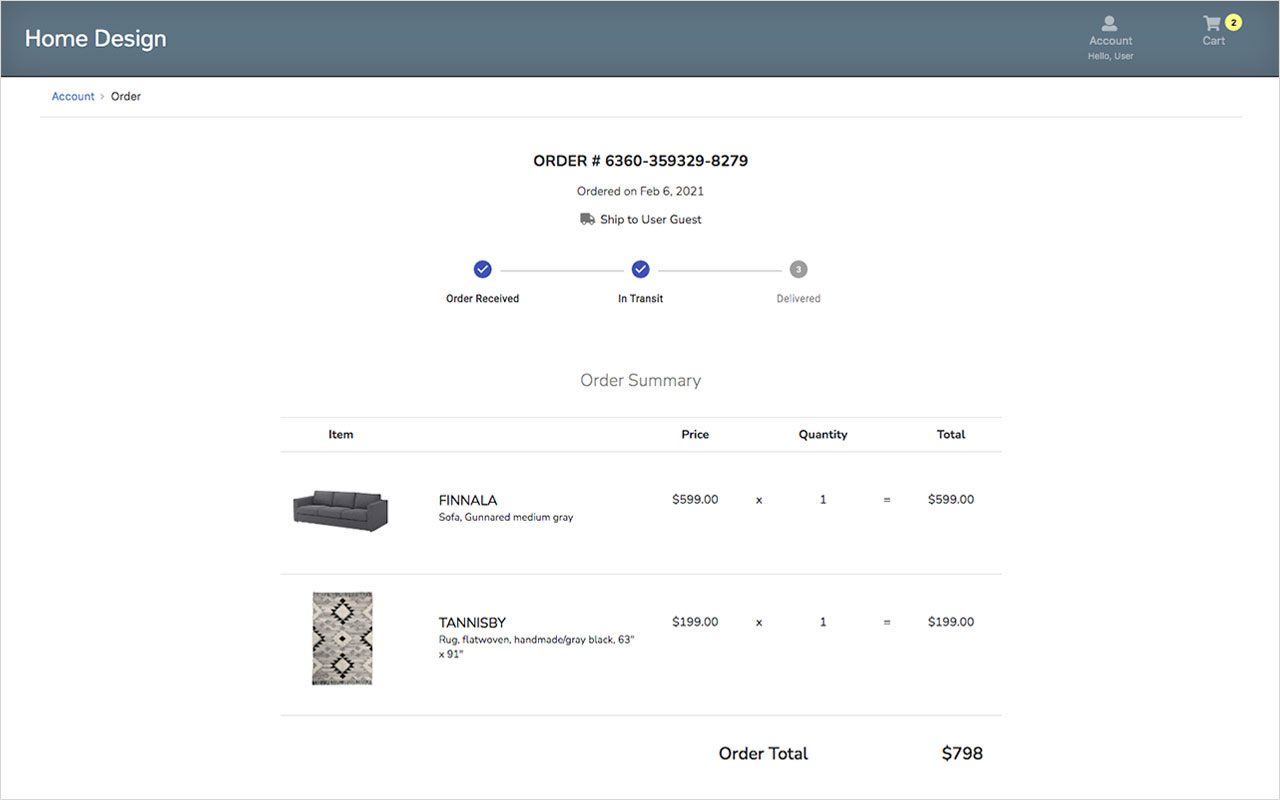 Home Design
Account
Hello, User
2
Cart
Account > Order
ORDER # 6360-359329-8279
Ordered on Feb 6, 2021
Ship to User Guest
3
Order Received In Transit Delivered
Order Summary
Item Price Quantity Total
FINNALA $599.00 x 1 = $599.00
Sofa, Gunnared medium gray
TANNISBY $199.00 x 1 = $199.00
Rug, flatwoven, handmade/gray black, 63"
x 91"
Order Total $798